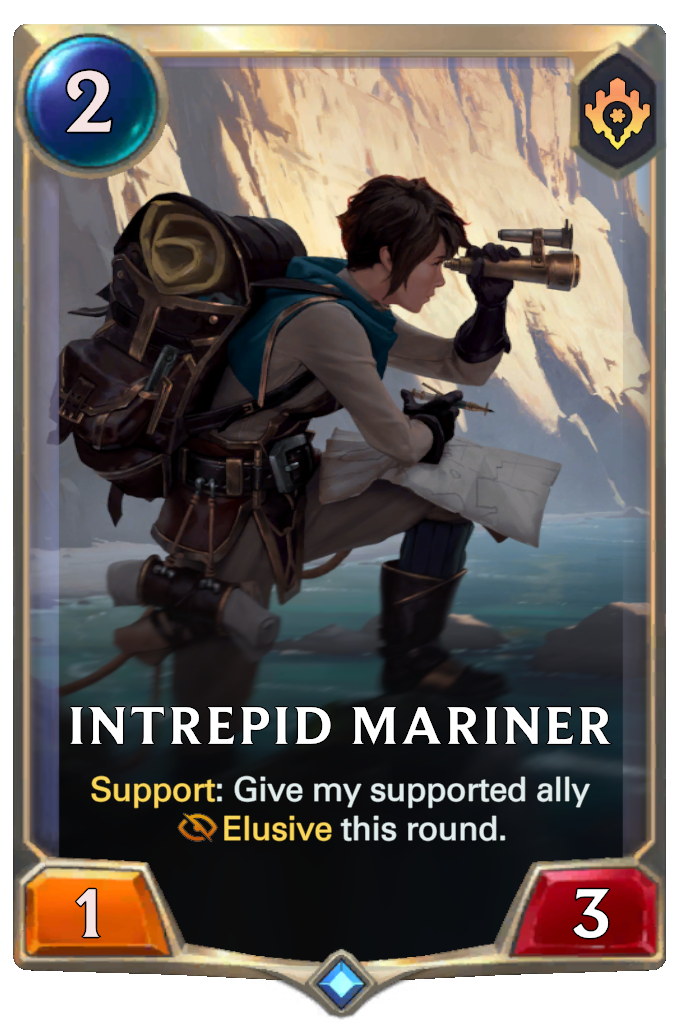 2
INTREPID MARINER
Support: Give my supported ally
Elusive this round.
1
3